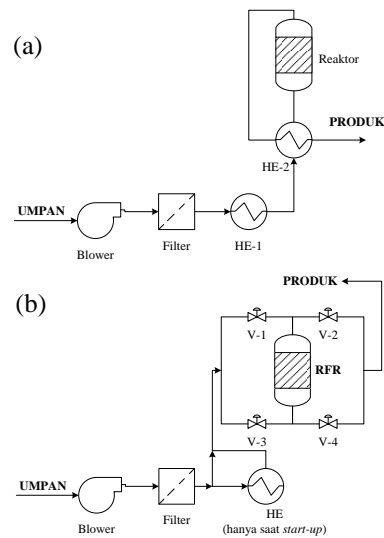 (a)
Reaktor
PRODUK
HE-2
UMPAN
Blower
Filter
HE-1
(b)
PRODUK
V-1
V-2
RFR
V-3
V-4
UMPAN
Blower
Filter
HE
(hanya saat start-up)